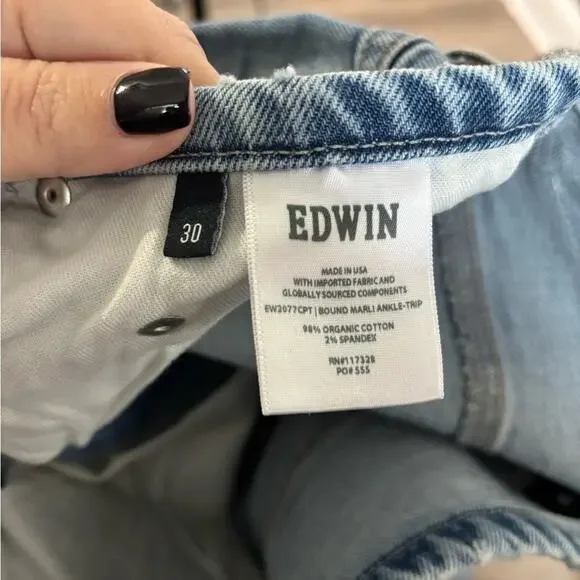 30
EDWIN
MADE IN USA
WITH IMPORTED FABRIC AND
GLOBALLY SOURCED COMPONENTS
EW2077CPT | BOUND MARLI ANKLE-TRIP
98% ORGANIC COTTON
2% SPANDEX
RN#117328
PO# 555